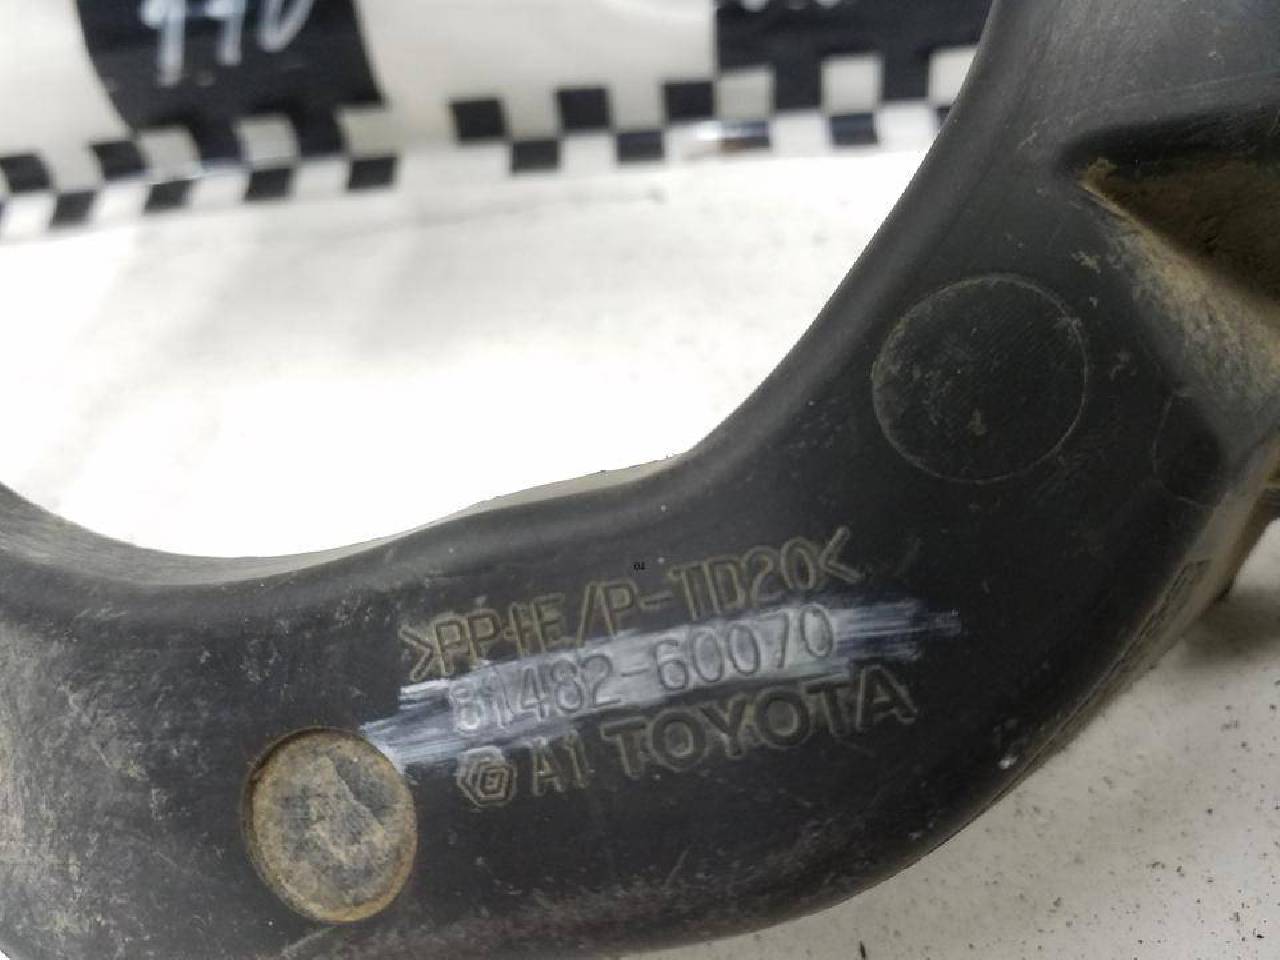 >PP+E/P-TD20<
81482-60070
A1 TOYOTA